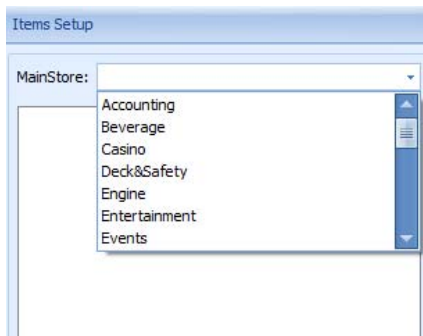 Items Setup
MainStore:
Accounting
Beverage
Casino
Deck&Safety
Engine
Entertainment
Events